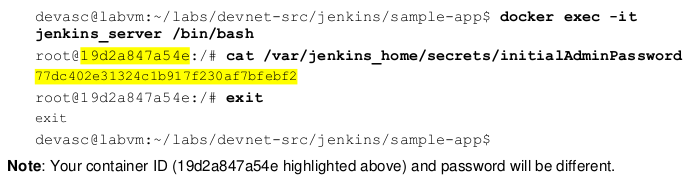 devasc@labvm:~/labs/devnet-src/jenkins/sample-app$ docker exec -it
jenkins_server /bin/bash
root@19d2a847a54e:/# cat /var/jenkins_home/secrets/initialAdminPassword
77dc402e31324c1b917f230af7bfebf2
root@19d2a847a54e:/# exit
exit
devasc@labvm:~/labs/devnet-src/jenkins/sample-app$
Note: Your container ID (19d2a847a54e highlighted above) and password will be different.